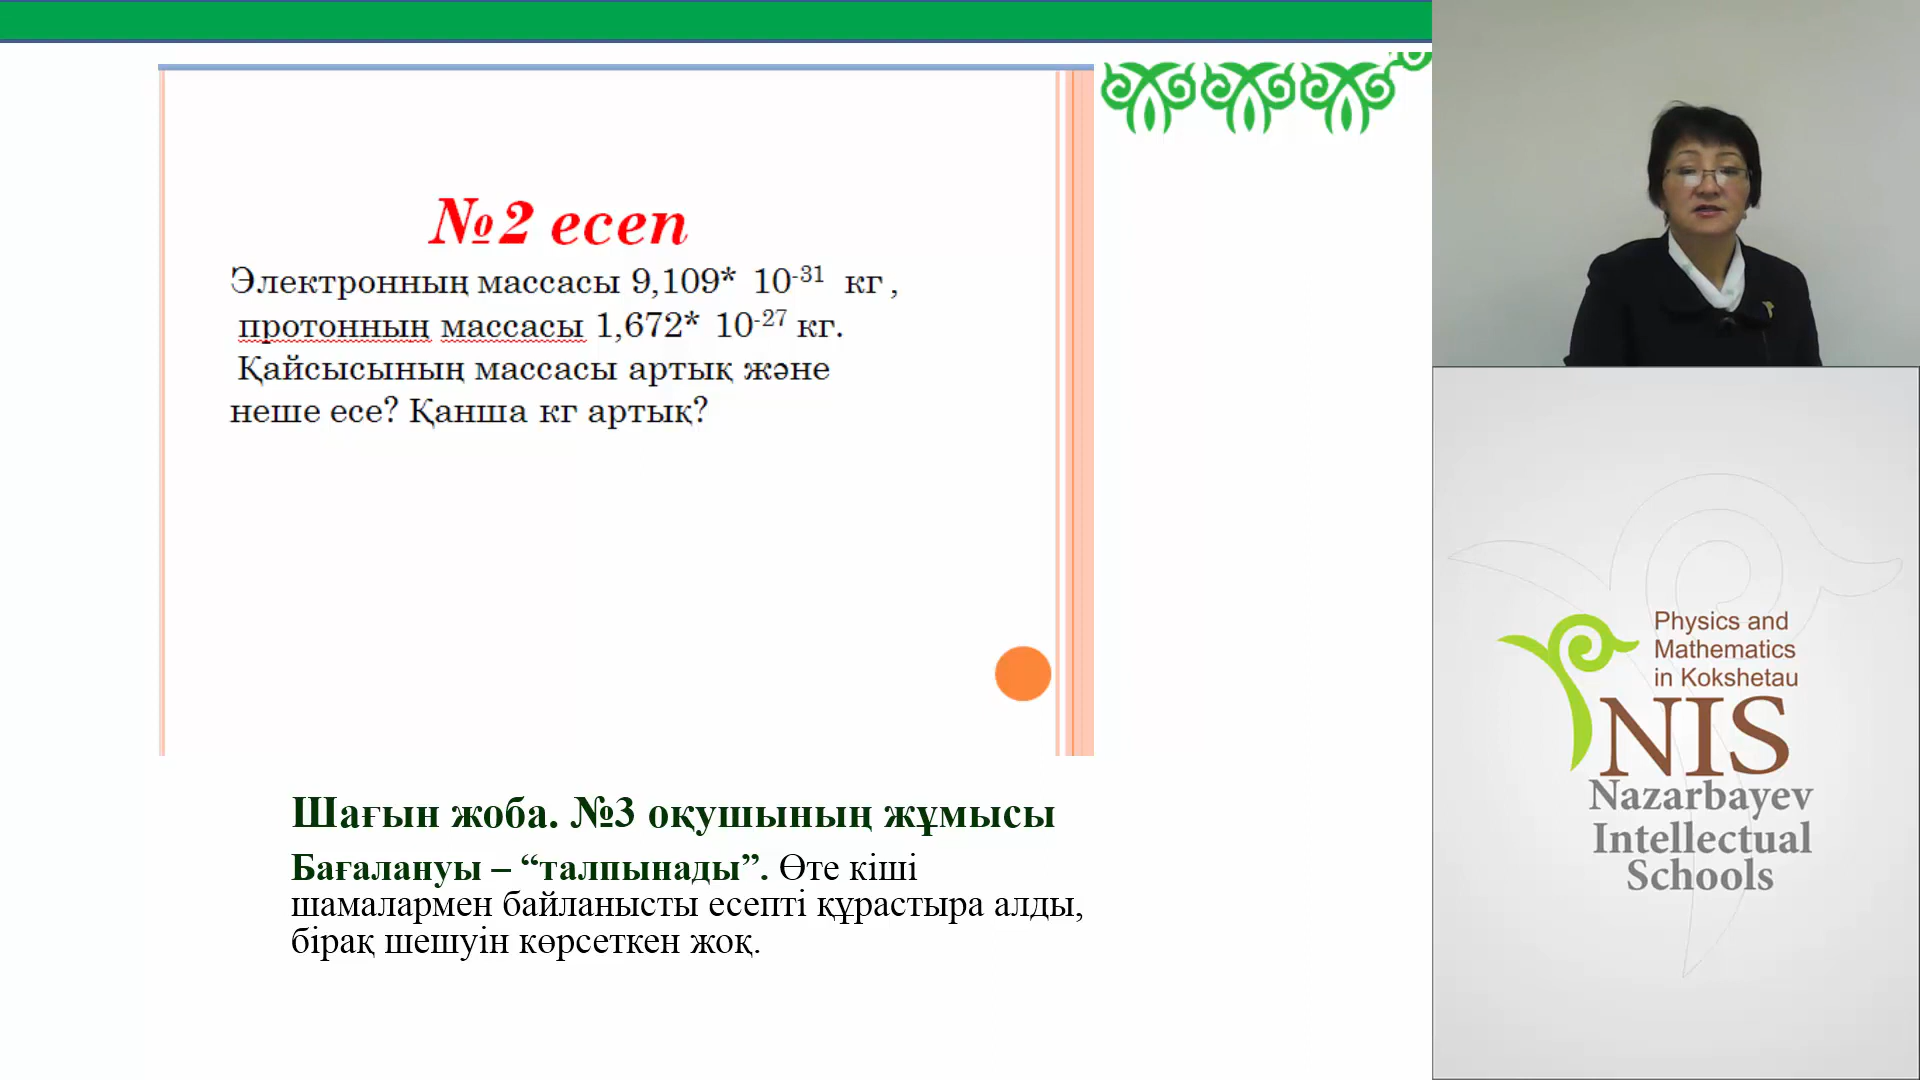 №2 есеп
Электронның массасы 9,109* 10⁻³¹ кг ,
протонның массасы 1,672* 10⁻²⁷ кг.
Қайсысының массасы артық және
неше есе? Қанша кг артық?
Шағын жоба. №3 оқушының жұмысы
Бағалануы – “талпынады”. Өте кіші
шамалармен байланысты есепті құрастыра алды,
бірақ шешуін көрсеткен жоқ.
Physics and
Mathematics
in Kokshetau
NIS
Nazarbayev
Intellectual
Schools